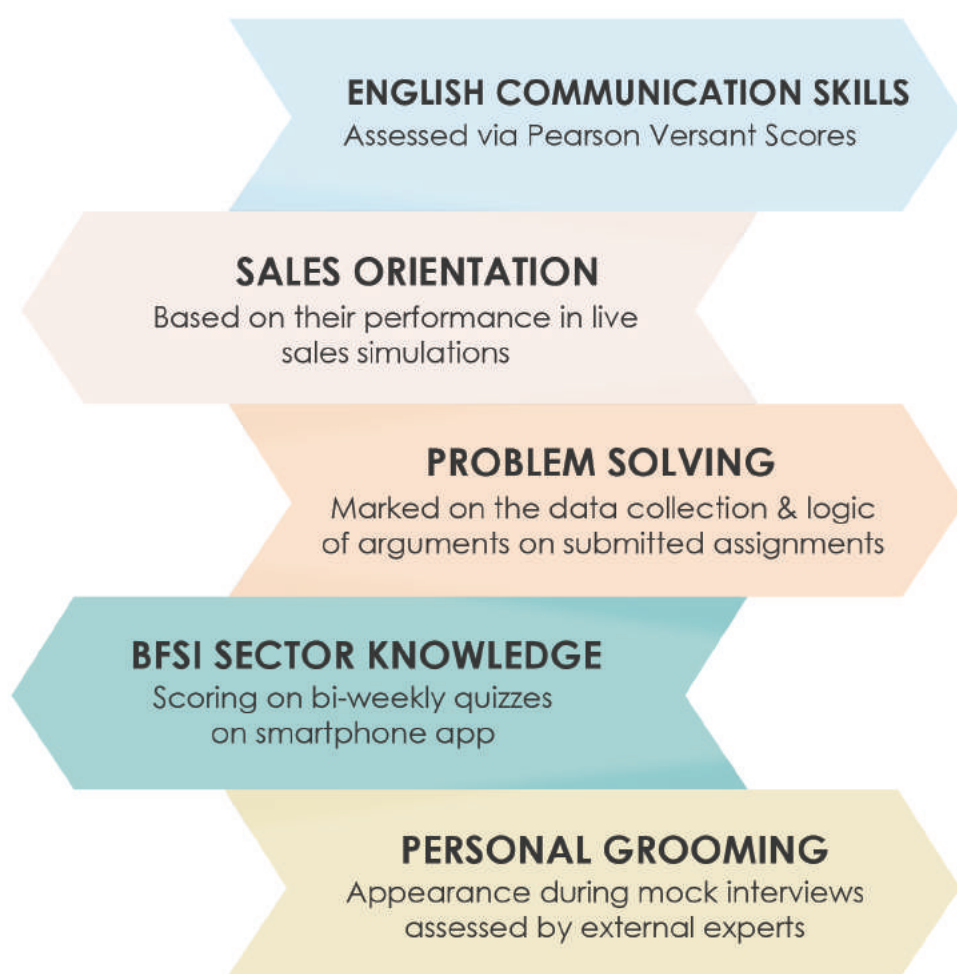 ENGLISH COMMUNICATION SKILLS
Assessed via Pearson Versant Scores
SALES ORIENTATION
Based on their performance in live
sales simulations
PROBLEM SOLVING
Marked on the data collection & logic
of arguments on submitted assignments
BFSI SECTOR KNOWLEDGE
Scoring on bi-weekly quizzes
on smartphone app
PERSONAL GROOMING
Appearance during mock interviews
assessed by external experts